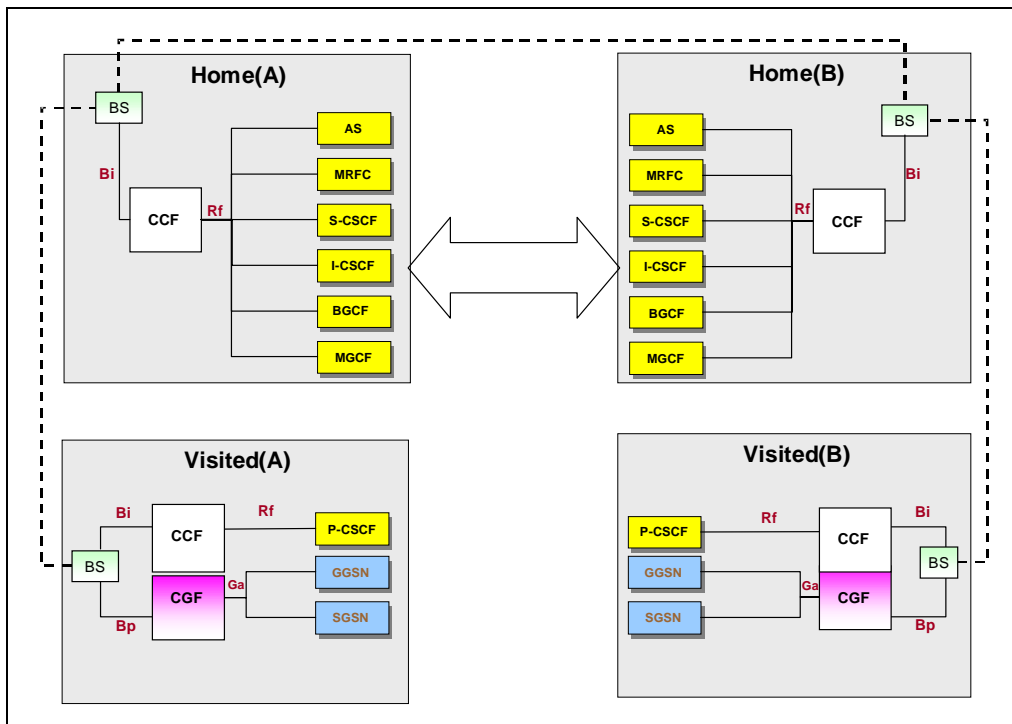 Home(A)
BS
Bi
CCF
Rf
AS
MRFC
S-CSCF
I-CSCF
BGCF
MGCF
Home(B)
AS
MRFC
S-CSCF
I-CSCF
BGCF
MGCF
Rf
CCF
Bi
BS
Visited(A)
BS
Bi
Bp
CCF
CGF
Rf
Ga
P-CSCF
GGSN
SGSN
Visited(B)
P-CSCF
GGSN
SGSN
Rf
Ga
CCF
CGF
Bi
Bp
BS